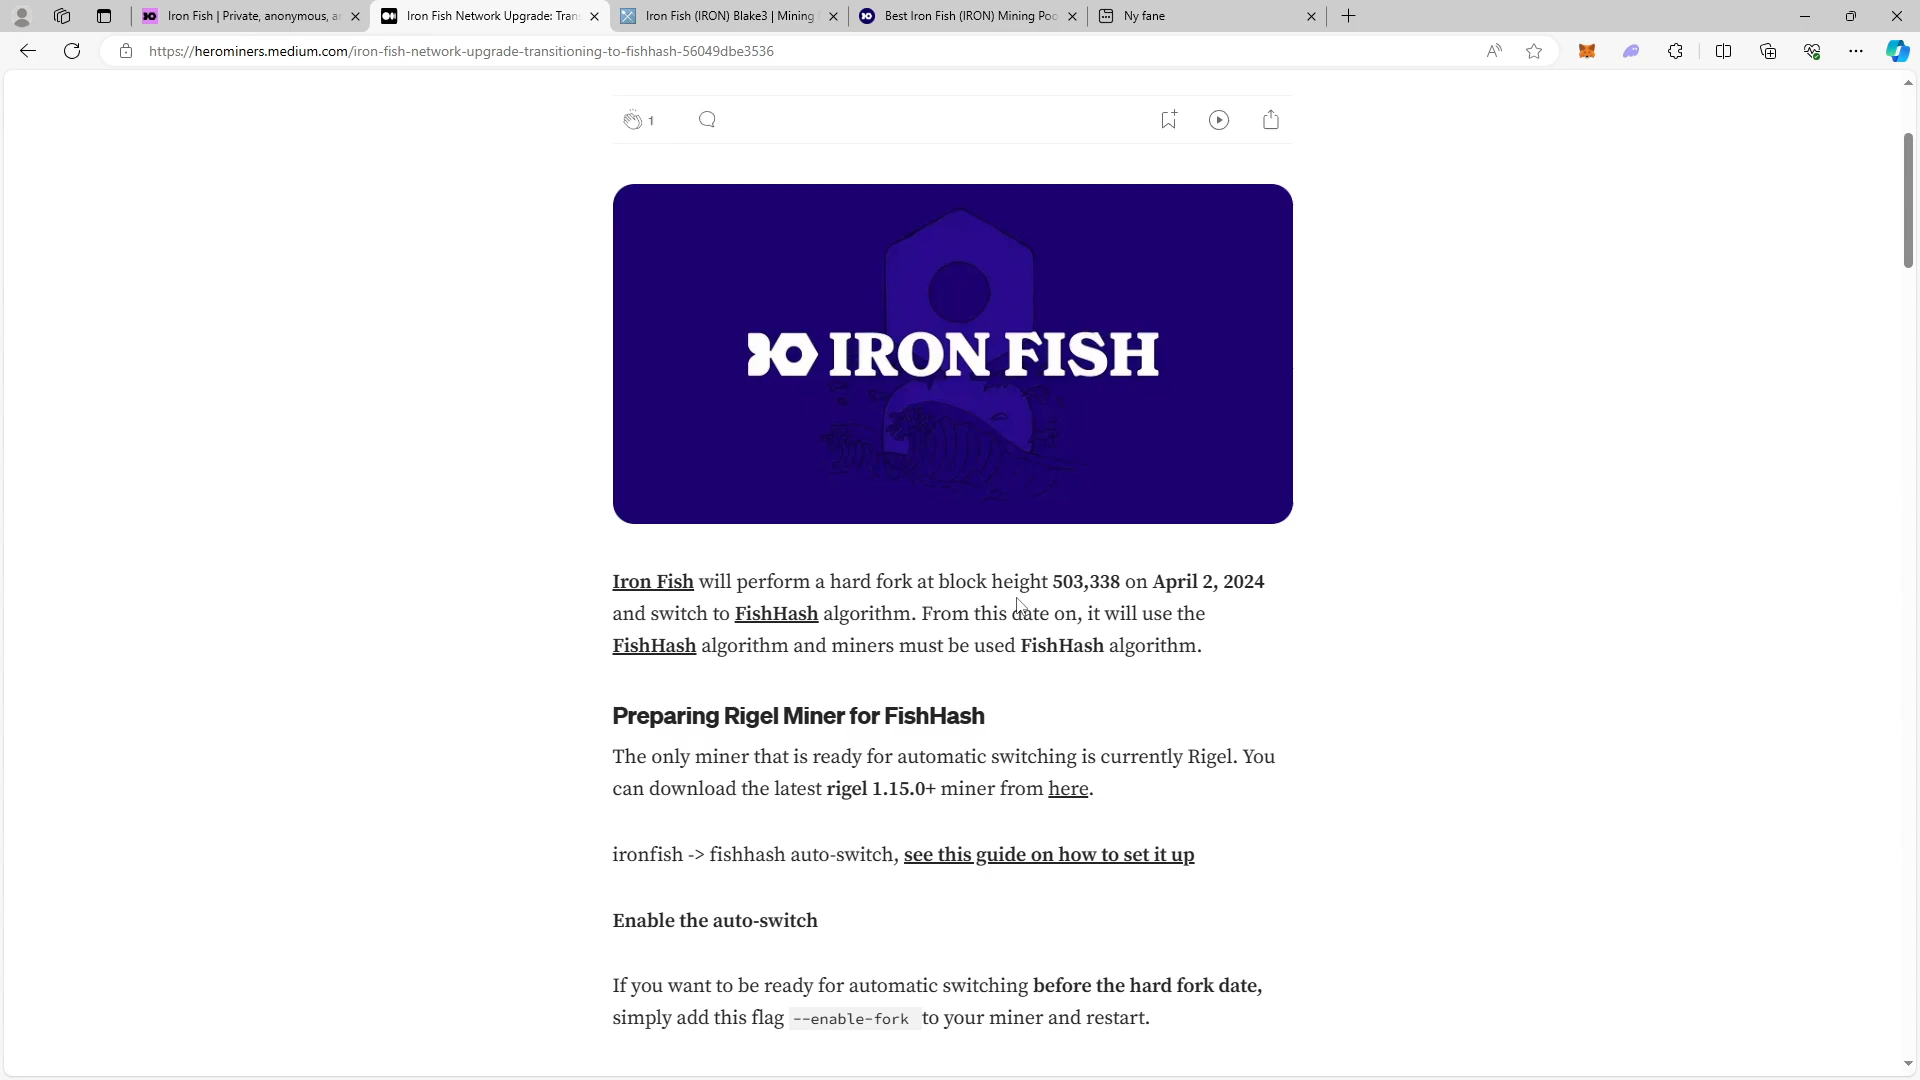 Iron Fish | Private, anonymous, ar
Iron Fish Network Upgrade: Tran
Iron Fish (IRON) Blake3 | Mining
Best Iron Fish (IRON) Mining Poo
Ny fane
https://herominers.medium.com/iron-fish-network-upgrade-transitioning-to-fishhash-56049dbe3536
1
IRON FISH
Iron Fish will perform a hard fork at block height 503,338 on April 2, 2024
and switch to FishHash algorithm. From this date on, it will use the
FishHash algorithm and miners must be used FishHash algorithm.
Preparing Rigel Miner for FishHash
The only miner that is ready for automatic switching is currently Rigel. You
can download the latest rigel 1.15.0+ miner from here.
ironfish -> fishhash auto-switch, see this guide on how to set it up
Enable the auto-switch
If you want to be ready for automatic switching before the hard fork date,
simply add this flag --enable-fork to your miner and restart.